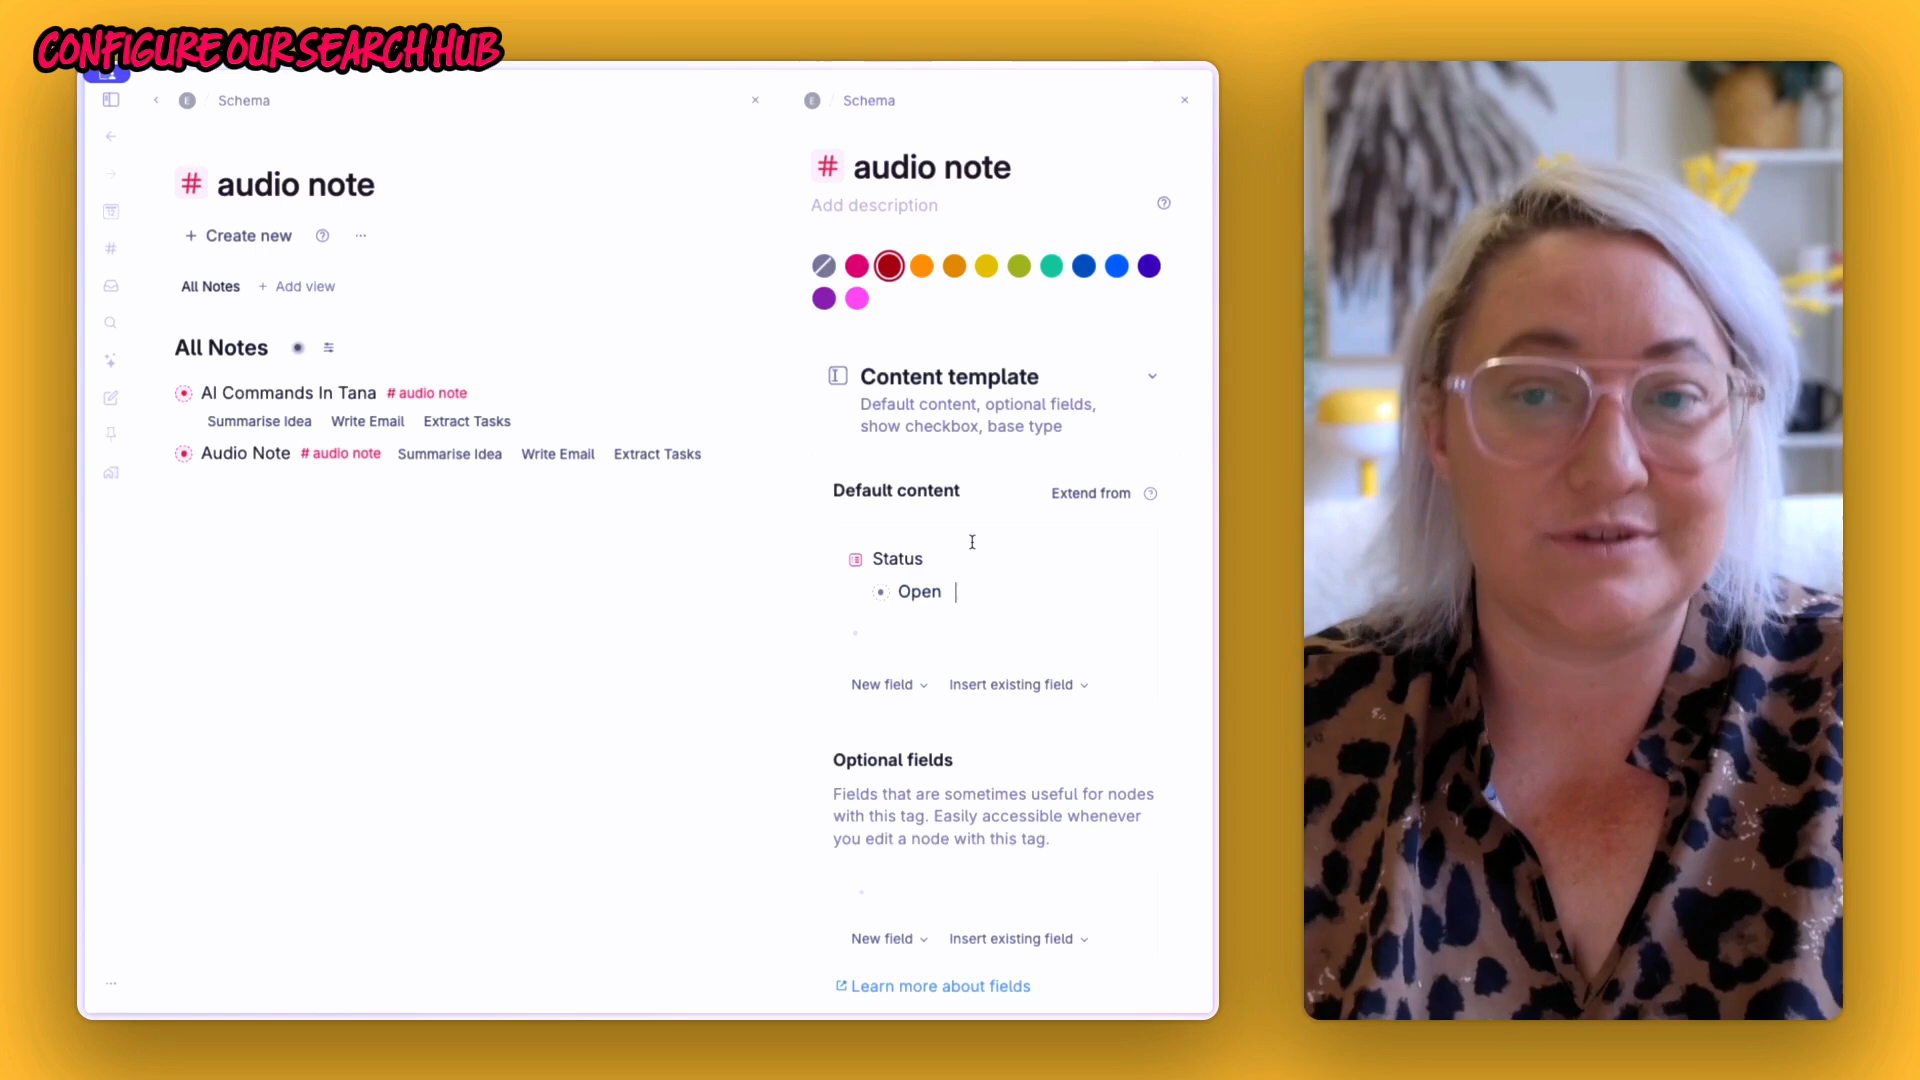 CONFIGURE OUR SEARCH HUB
E / Schema
# audio note
+ Create new
All Notes + Add view
All Notes
AI Commands In Tana # audio note
Summarise Idea Write Email Extract Tasks
Audio Note # audio note Summarise Idea Write Email Extract Tasks
E / Schema
# audio note
Add description
Content template
Default content, optional fields,
show checkbox, base type
Default content Extend from
Status
Open
New field Insert existing field
Optional fields
Fields that are sometimes useful for nodes
with this tag. Easily accessible whenever
you edit a node with this tag.
New field Insert existing field
Learn more about fields